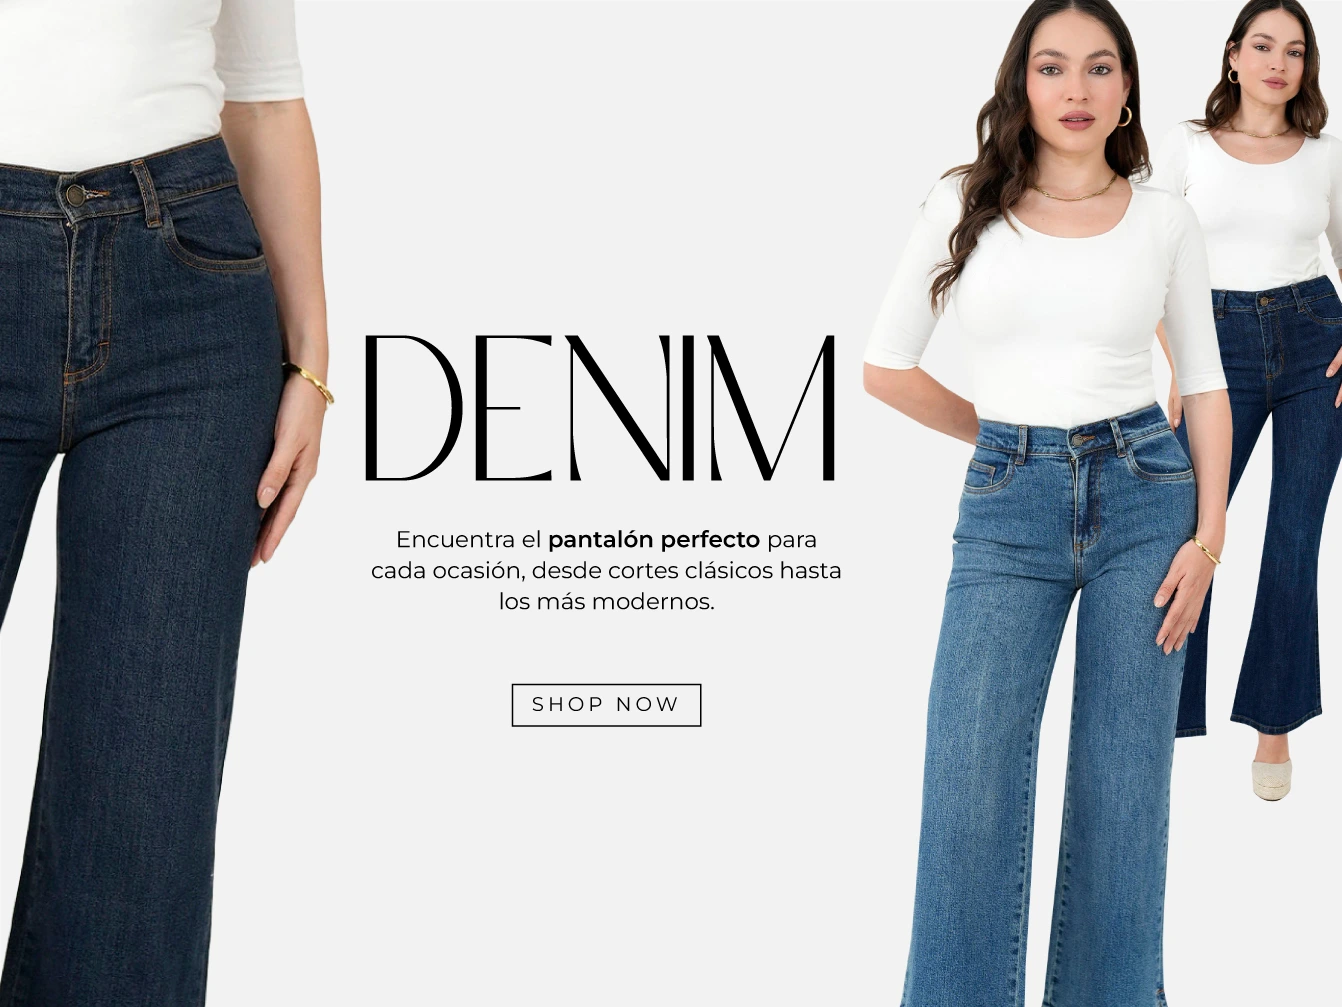 DENIM
Encuentra el pantalón perfecto para
cada ocasión, desde cortes clásicos hasta
los más modernos.
SHOP NOW